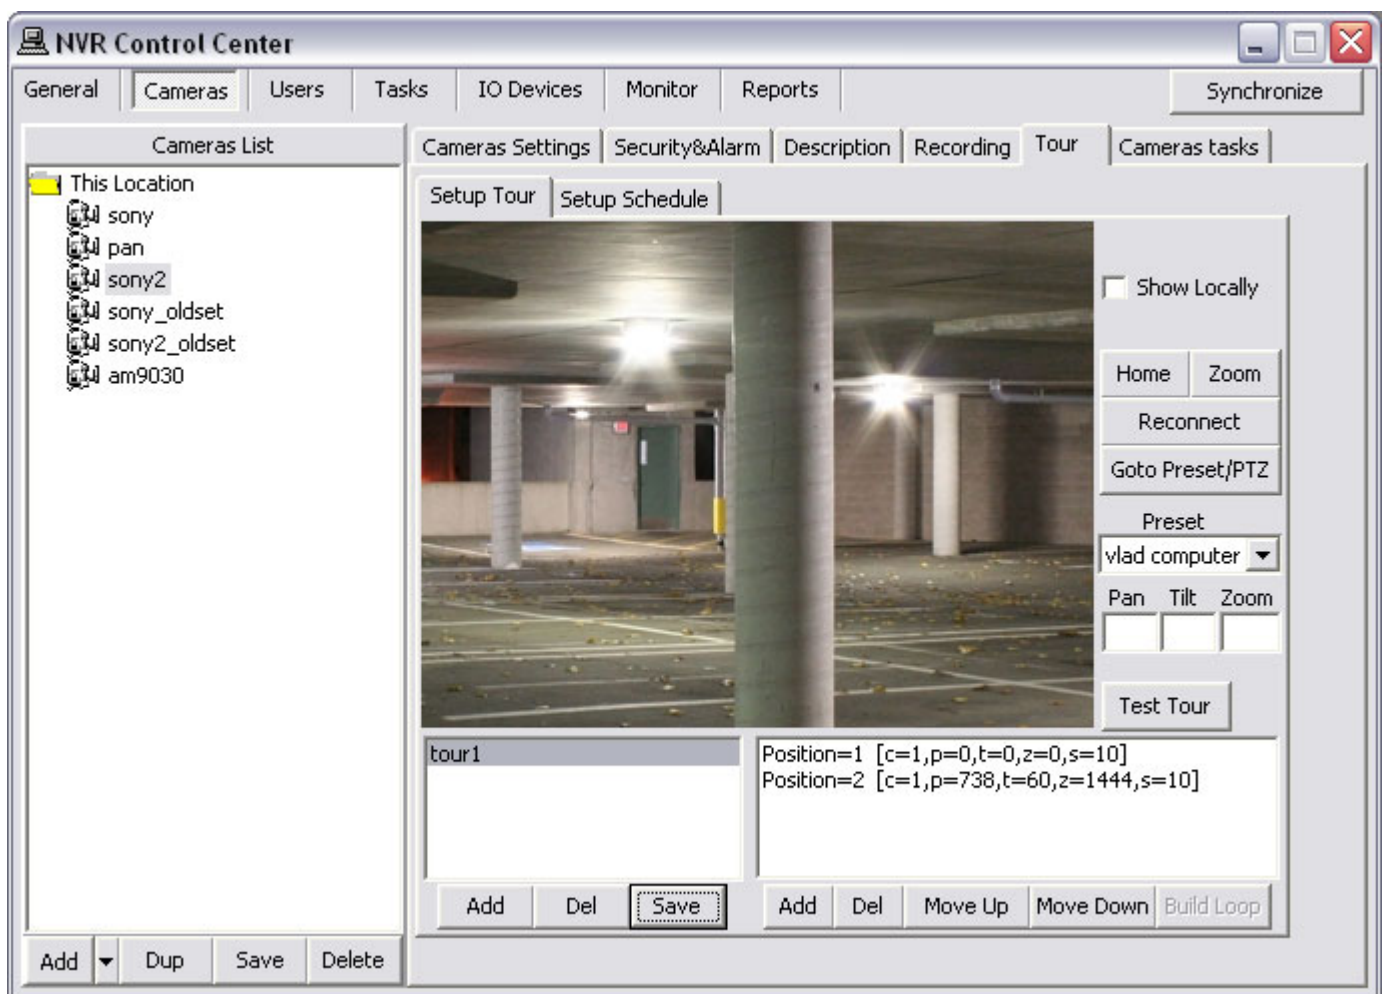 NVR Control Center
General Cameras Users Tasks IO Devices Monitor Reports Synchronize
Cameras List
This Location
sony
pan
sony2
sony_oldset
sony2_oldset
am9030
Add Dup Save Delete
Cameras Settings Security&Alarm Description Recording Tour Cameras tasks
Setup Tour Setup Schedule
Show Locally
Home Zoom
Reconnect
Goto Preset/PTZ
Preset
vlad computer
Pan Tilt Zoom
Test Tour
tour1
Add Del Save
Position=1 [c=1,p=0,t=0,z=0,s=10]
Position=2 [c=1,p=738,t=60,z=1444,s=10]
Add Del Move Up Move Down Build Loop